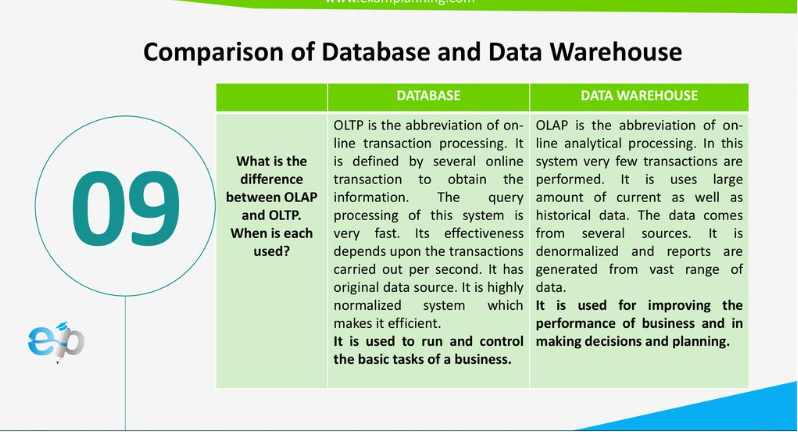 www.examplanning.com
Comparison of Database and Data Warehouse
DATABASE
DATA WAREHOUSE
09
What is the
difference
between OLAP
and OLTP.
When is each
used?
OLTP is the abbreviation of on-
line transaction processing. It
is defined by several online
transaction to obtain the
information. The query
processing of this system is
very fast. Its effectiveness
depends upon the transactions
carried out per second. It has
original data source. It is highly
normalized system which
makes it efficient.
It is used to run and control
the basic tasks of a business.
OLAP is the abbreviation of on-
line analytical processing. In this
system very few transactions are
performed. It is uses large
amount of current as well as
historical data. The data comes
from several sources. It is
denormalized and reports are
generated from vast range of
data.
It is used for improving the
performance of business and in
making decisions and planning.
ep